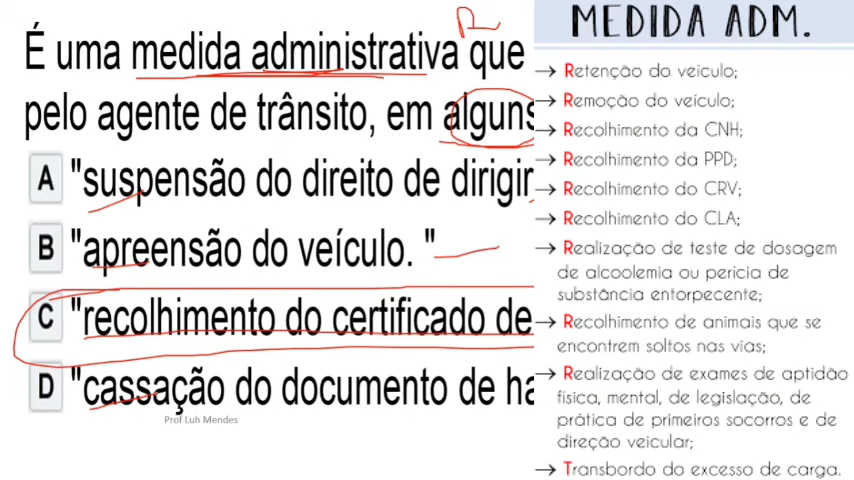 É uma medida administrativa que
pelo agente de trânsito, em alguns
A "suspensão do direito de dirigir
B "apreensão do veículo. "
C "recolhimento do certificado de
D "cassação do documento de ha
Prof Luh Mendes
R
MEDIDA ADM.
→ Retenção do veículo;
→ Remoção do veículo;
→ Recolhimento da CNH;
→ Recolhimento da PPD;
→ Recolhimento do CRV;
→ Recolhimento do CLA;
→ Realização de teste de dosagem
de alcoolemia ou perícia de
substância entorpecente;
→ Recolhimento de animais que se
encontrem soltos nas vias;
→ Realização de exames de aptidão
física, mental, de legislação, de
prática de primeiros socorros e de
direção veicular;
→ Transbordo do excesso de carga.